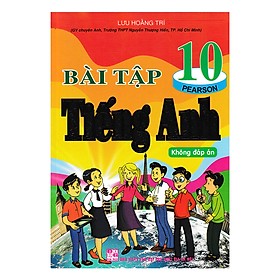 LƯU HOÀNG TRÍ
(GV chuyên Anh, Trường THPT Nguyễn Thượng Hiền, TP. Hồ Chí Minh)
BÀI TẬP
10
PEARSON
Tiếng Anh
Không đáp án